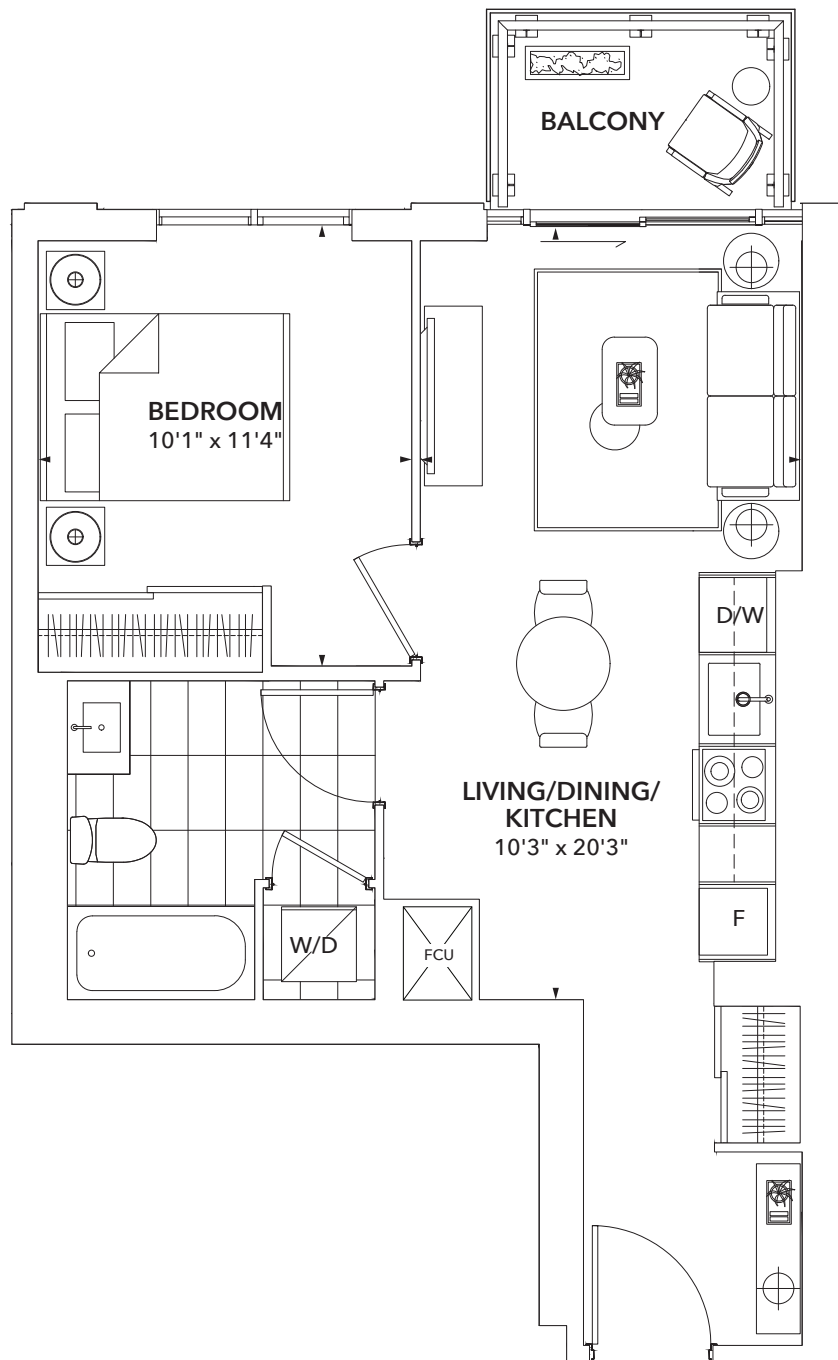 BALCONY
BEDROOM
10'1" x 11'4"
D/W
LIVING/DINING/
KITCHEN
10'3" x 20'3"
F
W/D
FCU